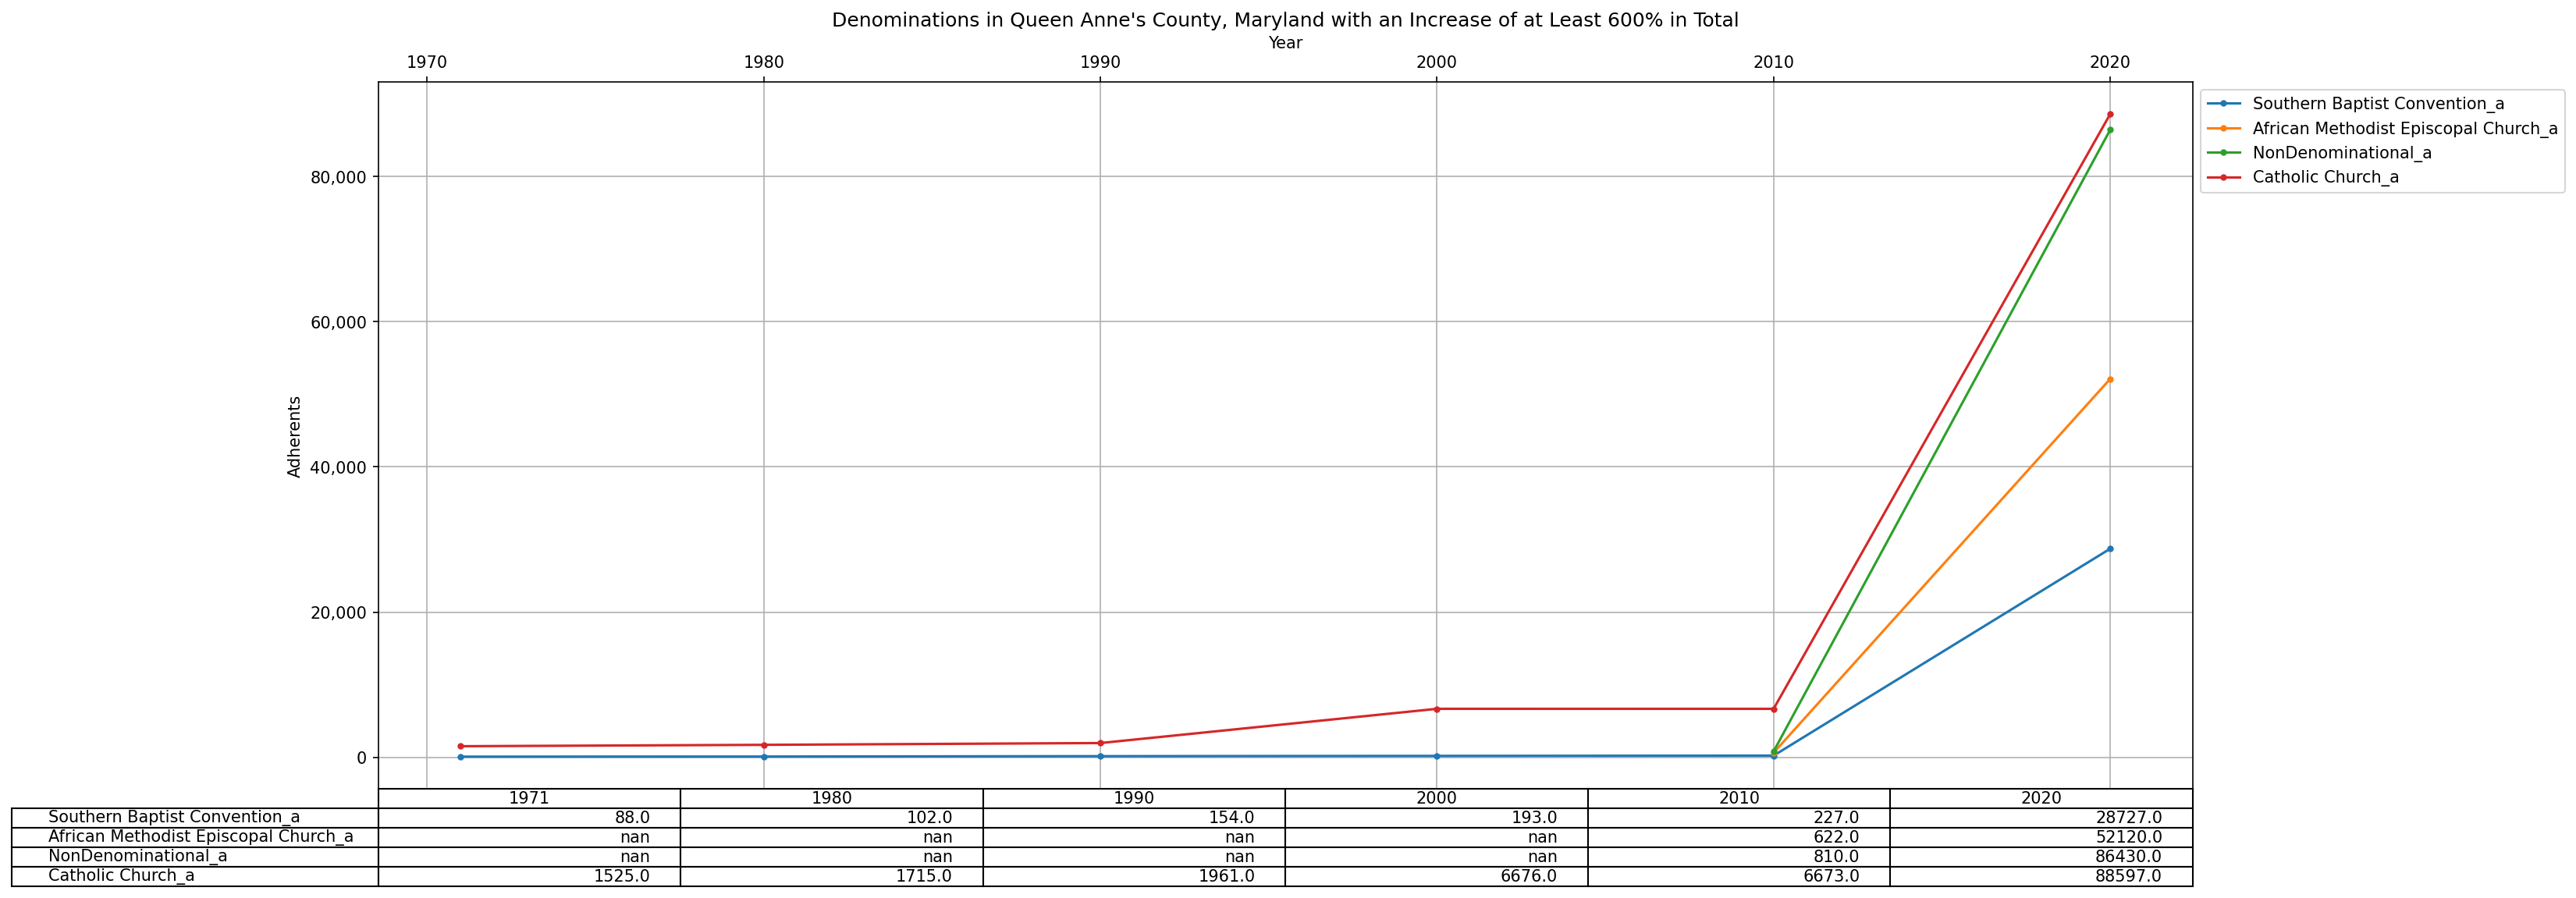 Denominations in Queen Anne's County, Maryland with an Increase of at Least 600% in Total
Year
1970 1980 1990 2000 2010 2020
Southern Baptist Convention_a
African Methodist Episcopal Church_a
NonDenominational_a
Catholic Church_a
80,000
60,000
40,000
20,000
0
Adherents
1971 1980 1990 2000 2010 2020
Southern Baptist Convention_a 88.0 102.0 154.0 193.0 227.0 28727.0
African Methodist Episcopal Church_a nan nan nan nan 622.0 52120.0
NonDenominational_a nan nan nan nan 810.0 86430.0
Catholic Church_a 1525.0 1715.0 1961.0 6676.0 6673.0 88597.0